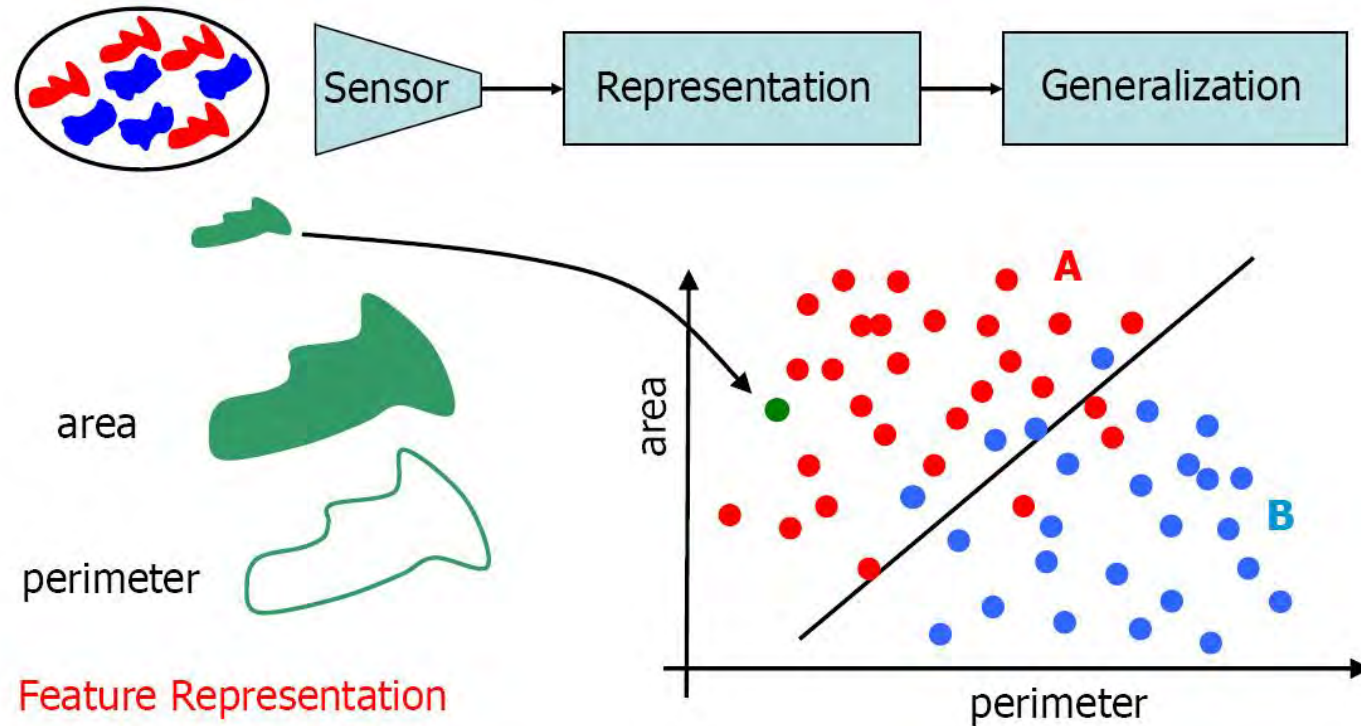 Sensor
Representation
Generalization
area
perimeter
Feature Representation
area
A
B
perimeter